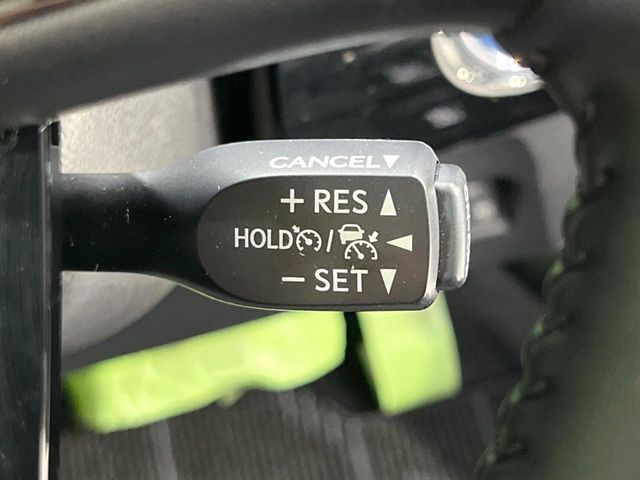 CANCEL▼
+ RES ▲
HOLD / ◄
− SET ▼